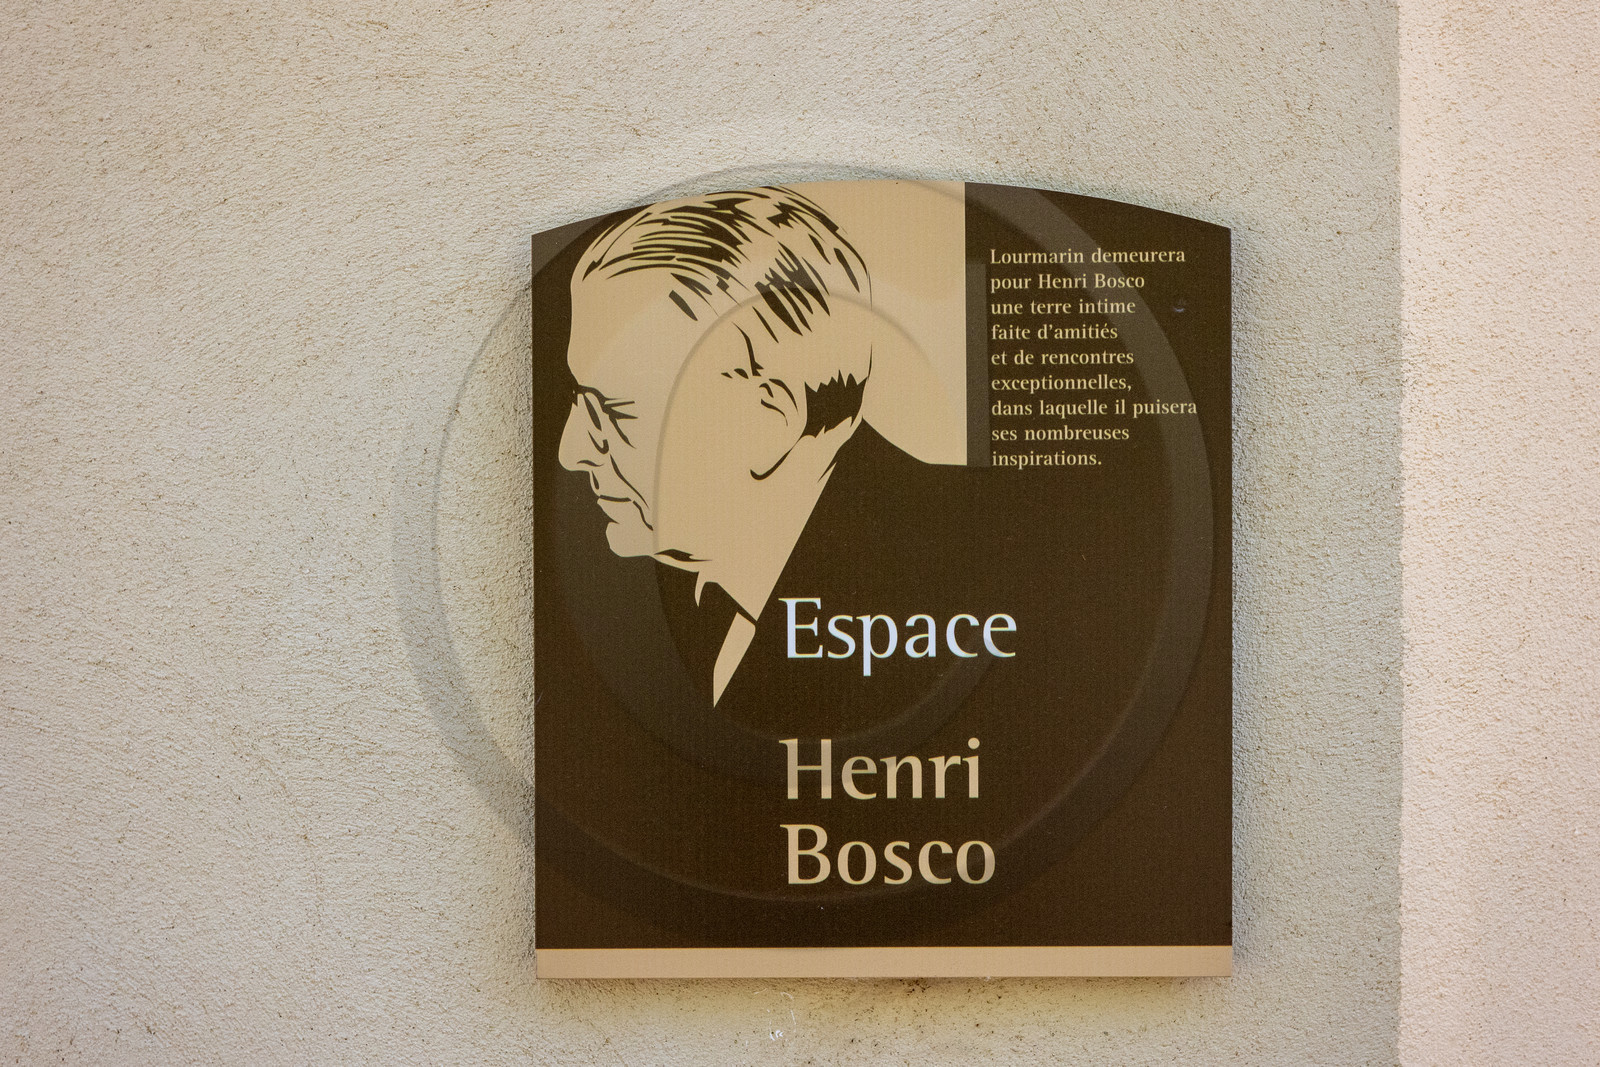 Lourmarin demeurera
pour Henri Bosco
une terre intime
faite d'amitiés
et de rencontres
exceptionnelles,
dans laquelle il puisera
ses nombreuses
inspirations.
Espace
Henri
Bosco